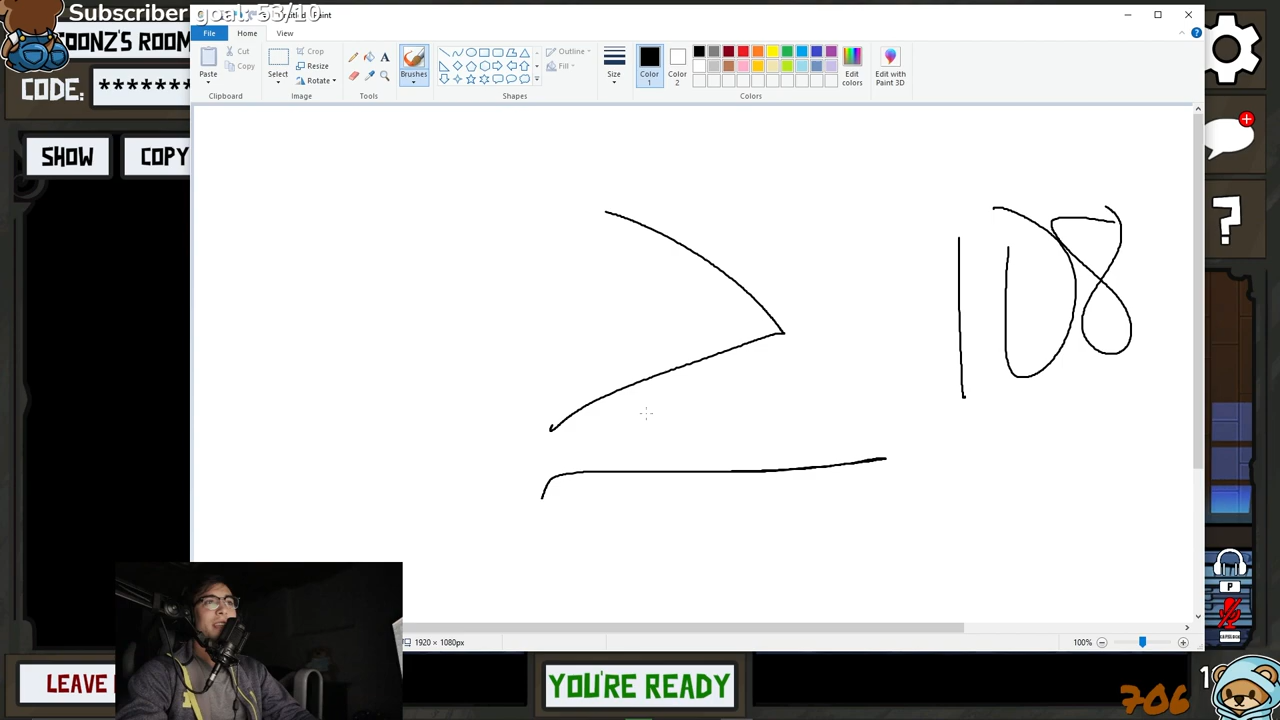 Subscriber
goal: 53/10
Untitled - Paint
TOONZ'S ROOM
CODE: *******
SHOW
COPY
File
Home
View
Paste
Cut
Copy
Clipboard
Select
Crop
Resize
Rotate
Image
Tools
Brushes
Shapes
Outline
Fill
Size
Color 1
Color 2
Edit colors
Colors
Edit with Paint 3D
≥ 108
1920 × 1080px
100%
P
LEAVE
YOU'RE READY
706